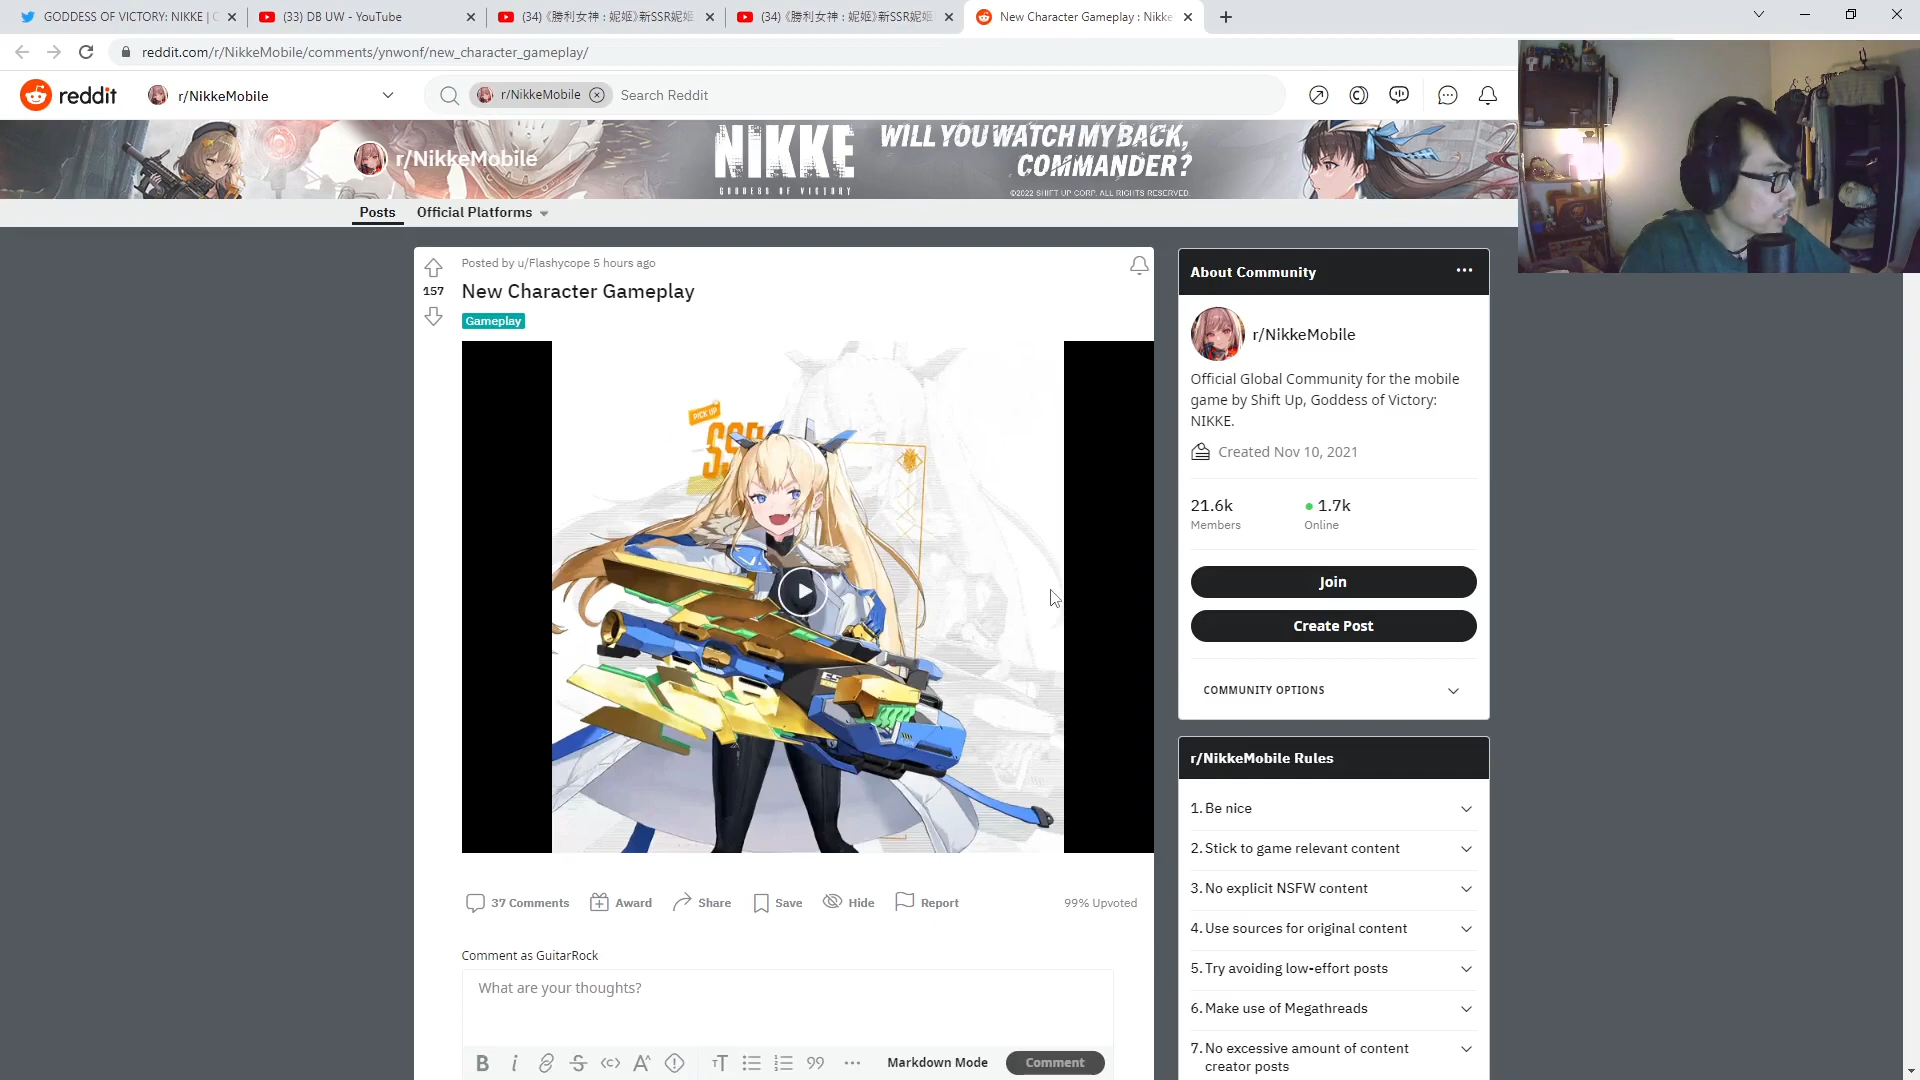 GODDESS OF VICTORY: NIKKE | C
(33) DB UW - YouTube
(34) 《勝利女神 : 妮姬》新SSR妮姬
(34) 《勝利女神 : 妮姬》新SSR妮姬
New Character Gameplay : Nikke
reddit.com/r/NikkeMobile/comments/ynwonf/new_character_gameplay/
reddit
r/NikkeMobile
r/NikkeMobile
Search Reddit
r/NikkeMobile
NIKKE
GODDESS OF VICTORY
WILL YOU WATCH MY BACK,
COMMANDER?
©2022 SHIFT UP CORP. ALL RIGHTS RESERVED.
Posts
Official Platforms
Posted by u/Flashycope 5 hours ago
157
New Character Gameplay
Gameplay
PICK UP
SSR
37 Comments
Award
Share
Save
Hide
Report
99% Upvoted
Comment as GuitarRock
What are your thoughts?
Markdown Mode
Comment
About Community
r/NikkeMobile
Official Global Community for the mobile
game by Shift Up, Goddess of Victory:
NIKKE.
Created Nov 10, 2021
21.6k
Members
1.7k
Online
Join
Create Post
COMMUNITY OPTIONS
r/NikkeMobile Rules
1. Be nice
2. Stick to game relevant content
3. No explicit NSFW content
4. Use sources for original content
5. Try avoiding low-effort posts
6. Make use of Megathreads
7. No excessive amount of content
creator posts